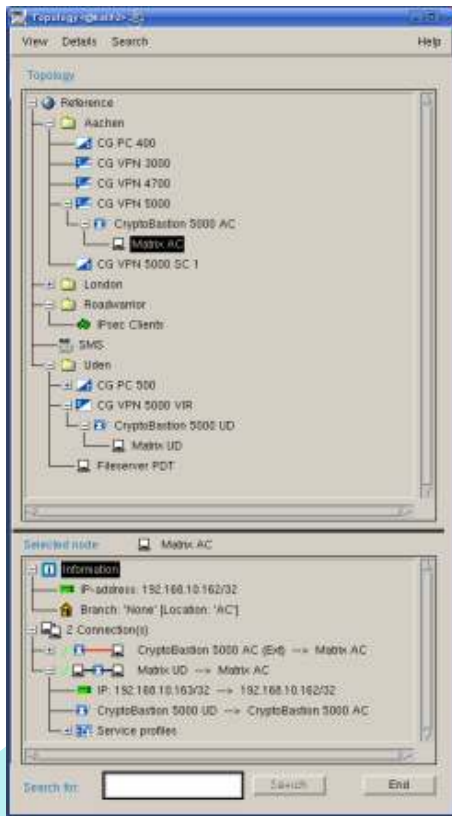 View Details Search Help
Topology
Reference
Aachen
CG PC 400
CG VPN 3000
CG VPN 4700
CG VPN 5000
CryptoBastion 5000 AC
Matrix AC
CG VPN 5000 SC 1
London
Roadwarrior
IPsec Clients
SMS
Uden
CG PC 500
CG VPN 5000 VIR
CryptoBastion 5000 UD
Matrix UD
Fileserver PDT
Selected node Matrix AC
Information
IP-address: 192.168.10.162/32
Branch: 'None' [Location: 'AC']
2 Connection(s)
CryptoBastion 5000 AC (Ext) --> Matrix AC
Matrix UD --> Matrix AC
IP: 192.168.10.163/32 --> 192.168.10.162/32
CryptoBastion 5000 UD --> CryptoBastion 5000 AC
Service profiles
Search for: Search End